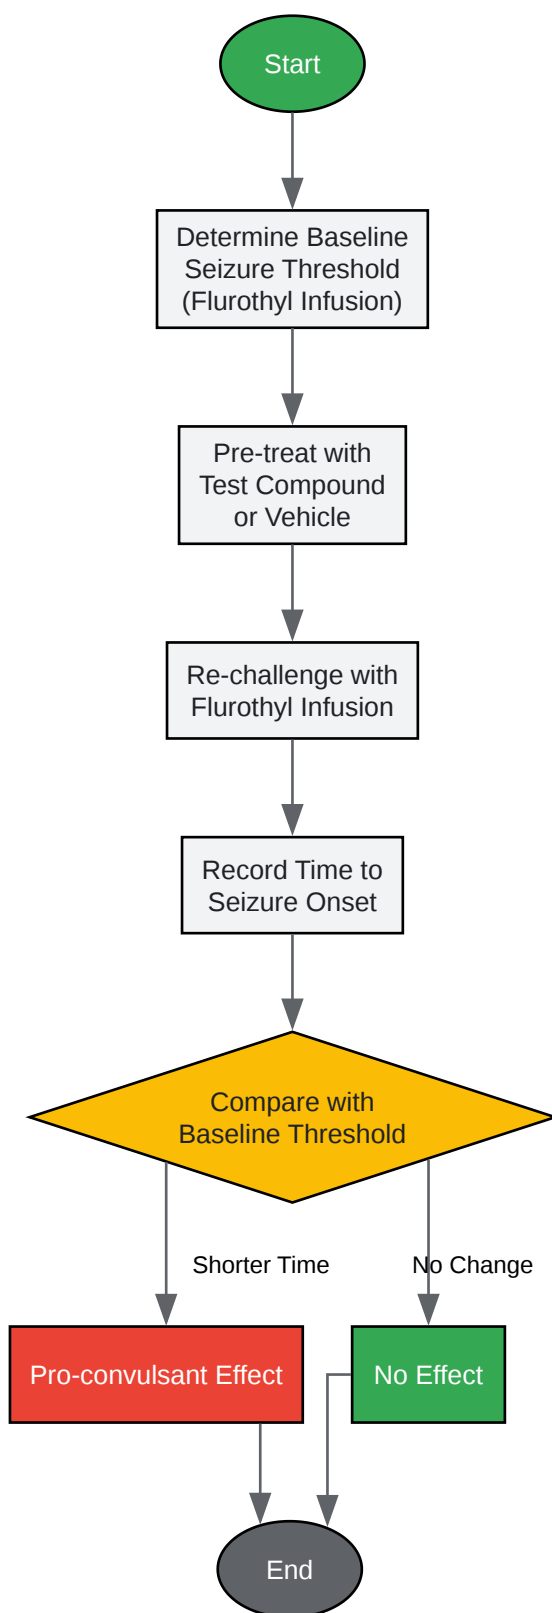 Start
Determine Baseline
Seizure Threshold
(Flurothyl Infusion)
Pre-treat with
Test Compound
or Vehicle
Re-challenge with
Flurothyl Infusion
Record Time to
Seizure Onset
Compare with
Baseline Threshold
Shorter Time
No Change
Pro-convulsant Effect
No Effect
End